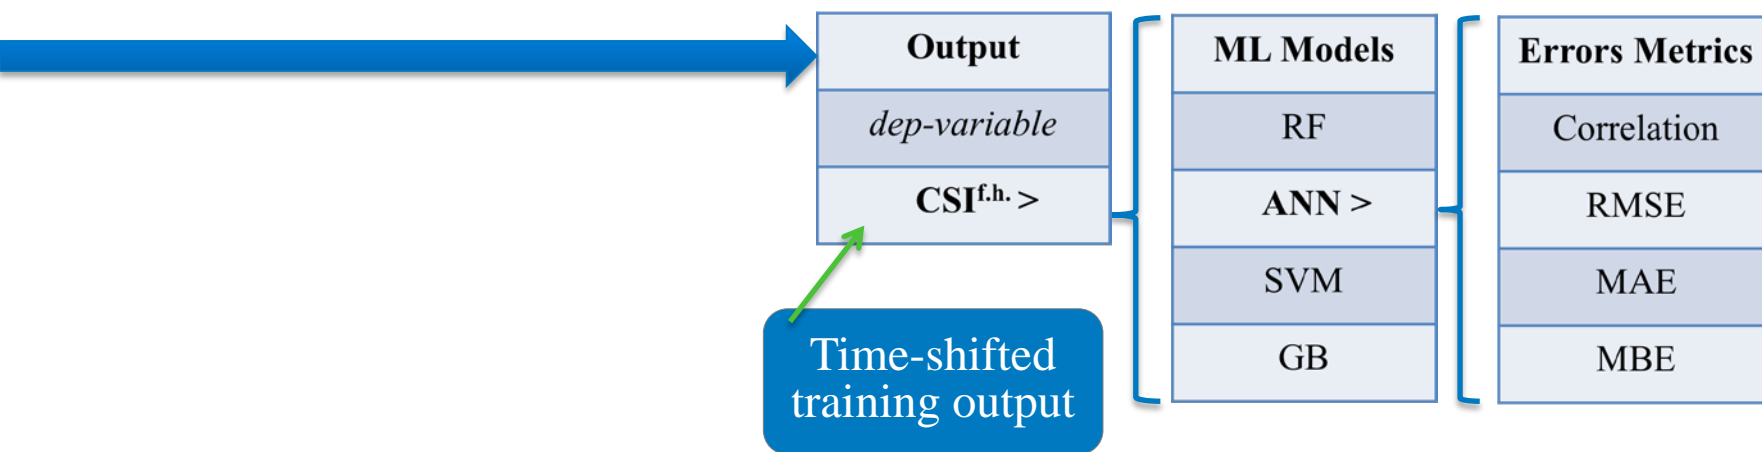 Output
dep-variable
CSI^f.h. >
Time-shifted
training output
ML Models
RF
ANN >
SVM
GB
Errors Metrics
Correlation
RMSE
MAE
MBE